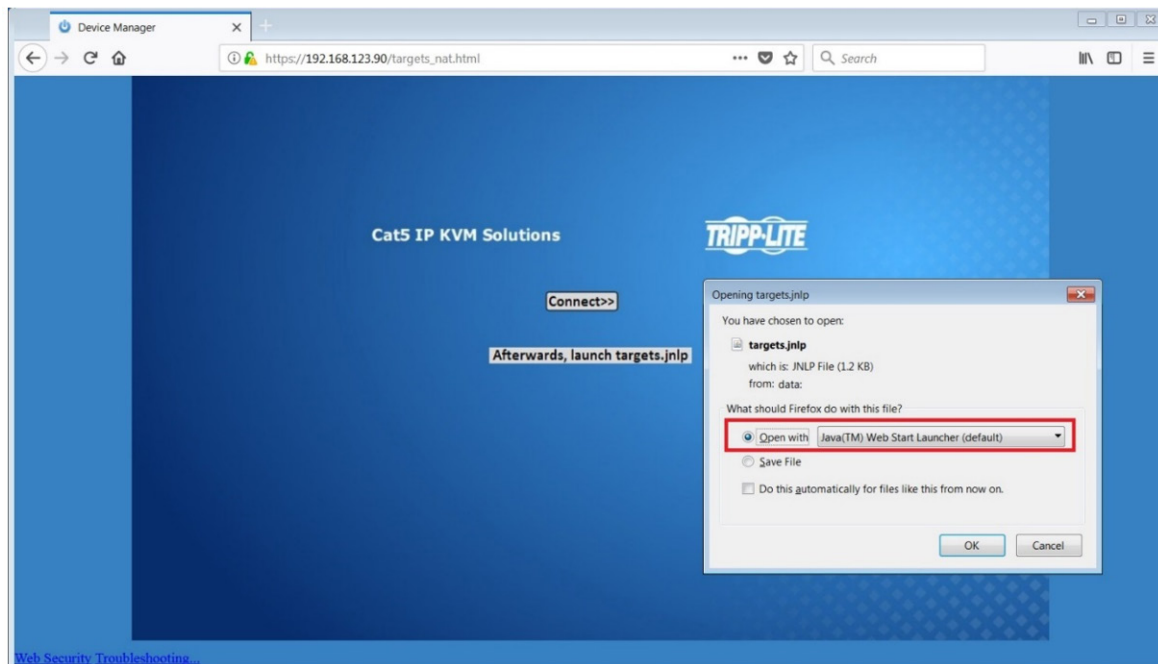 Device Manager
https://192.168.123.90/targets_nat.html
Search
Cat5 IP KVM Solutions
TRIPP·LITE
Connect>>
Afterwards, launch targets.jnlp
Opening targets.jnlp
You have chosen to open:
targets.jnlp
which is: JNLP File (1.2 KB)
from: data:
What should Firefox do with this file?
Open with Java(TM) Web Start Launcher (default)
Save File
Do this automatically for files like this from now on.
OK Cancel
Web Security Troubleshooting...